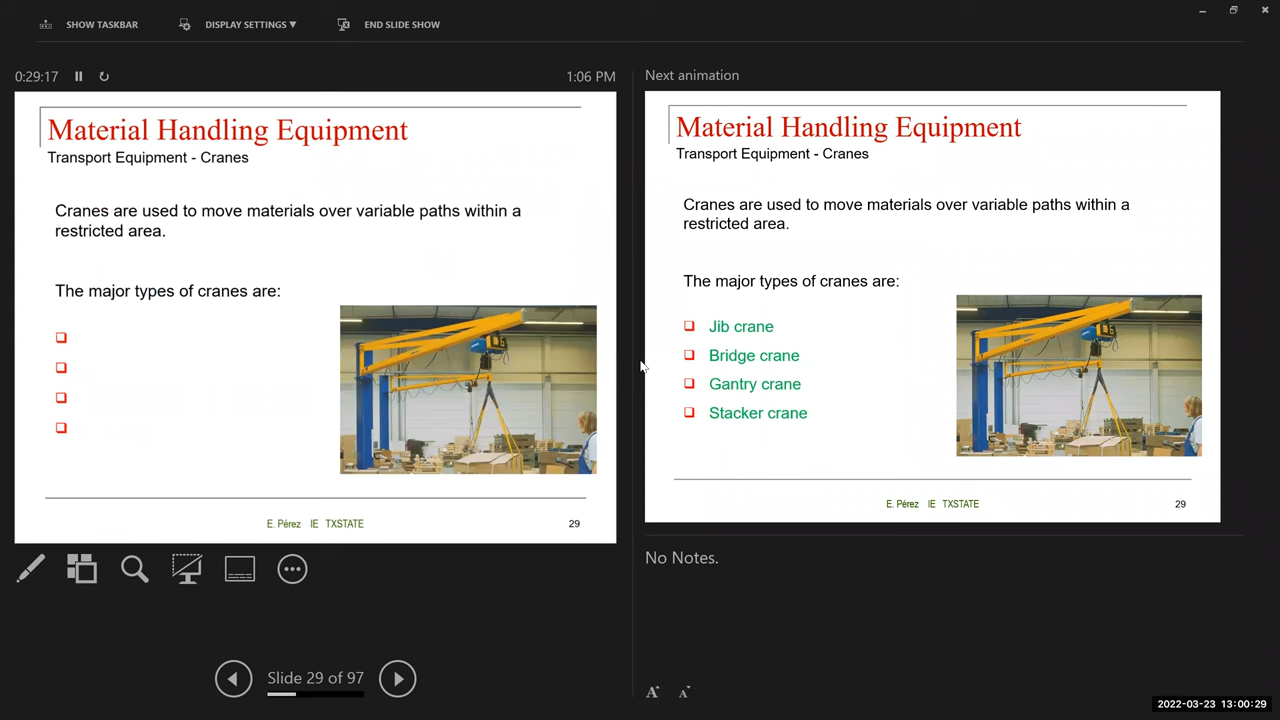 SHOW TASKBAR DISPLAY SETTINGS ▼ END SLIDE SHOW
0:29:17 1:06 PM
Material Handling Equipment
Transport Equipment - Cranes
Cranes are used to move materials over variable paths within a
restricted area.
The major types of cranes are:
E. Pérez IE TXSTATE 29
Next animation
Material Handling Equipment
Transport Equipment - Cranes
Cranes are used to move materials over variable paths within a
restricted area.
The major types of cranes are:
Jib crane
Bridge crane
Gantry crane
Stacker crane
E. Pérez IE TXSTATE 29
No Notes.
Slide 29 of 97
A A
2022-03-23 13:00:29